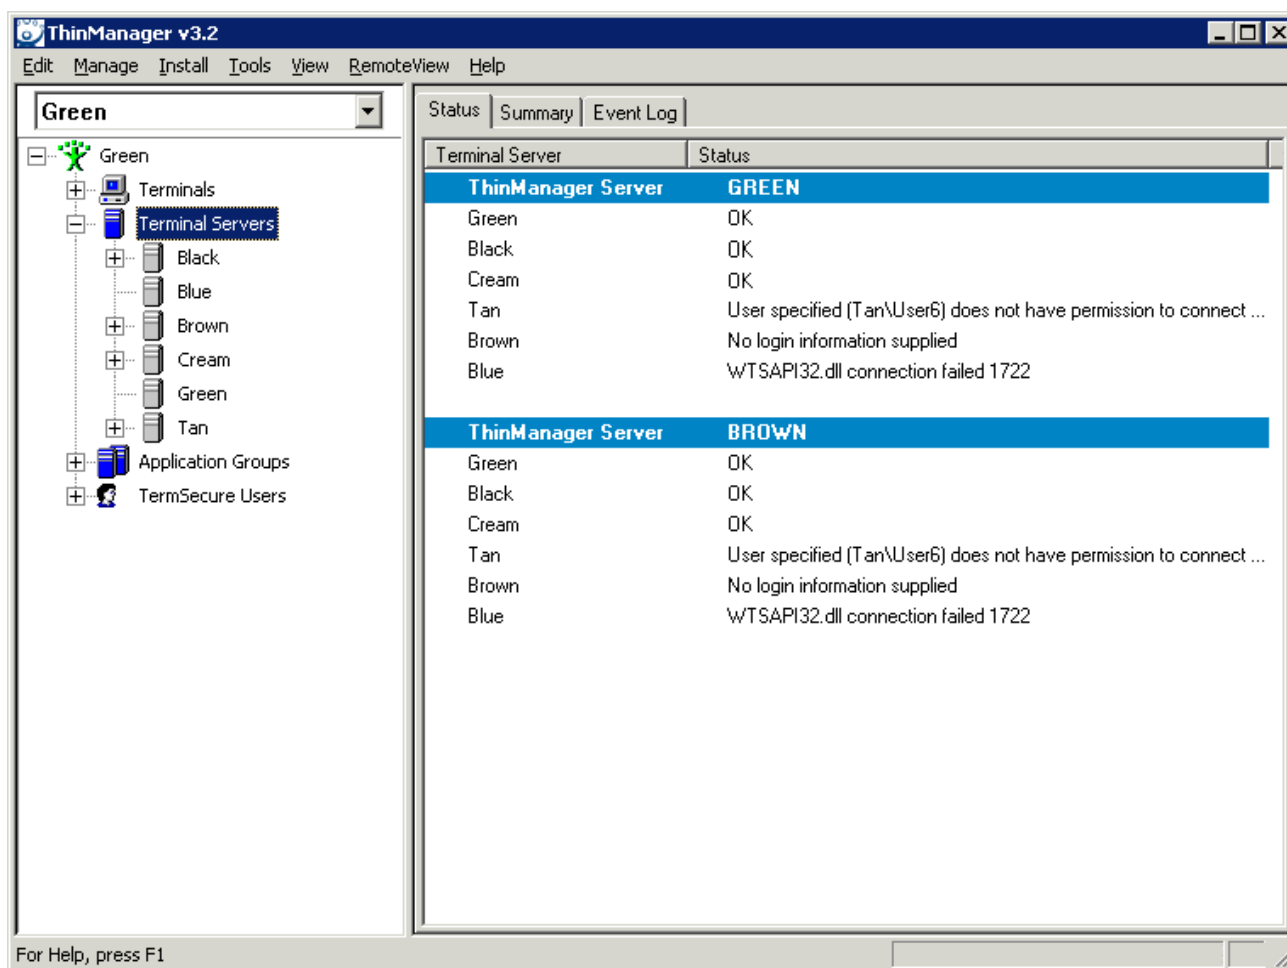 ThinManager v3.2
Edit Manage Install Tools View RemoteView Help
Green
Green
Terminals
Terminal Servers
Black
Blue
Brown
Cream
Green
Tan
Application Groups
TermSecure Users
Status Summary Event Log
Terminal Server Status
ThinManager Server GREEN
Green OK
Black OK
Cream OK
Tan User specified (Tan\User6) does not have permission to connect ...
Brown No login information supplied
Blue WTSAPI32.dll connection failed 1722
ThinManager Server BROWN
Green OK
Black OK
Cream OK
Tan User specified (Tan\User6) does not have permission to connect ...
Brown No login information supplied
Blue WTSAPI32.dll connection failed 1722
For Help, press F1